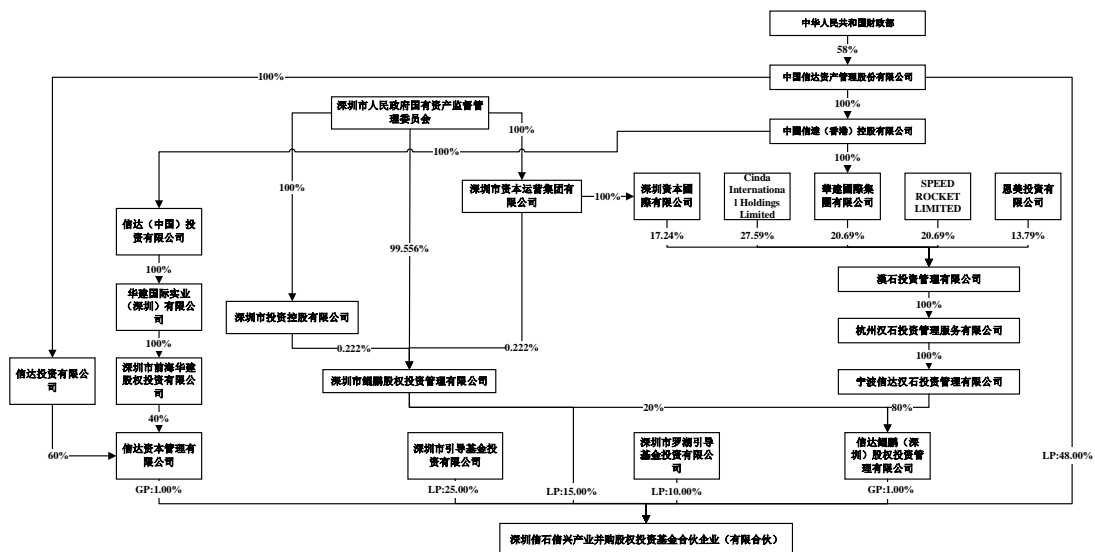 中华人民共和国财政部
58%
100%
中国信达资产管理股份有限公司
深圳市人民政府国有资产监督管
理委员会
100%
100%
中國信達（香港）控股有限公司
100%
100%
100%
深圳市资本运营集团有
限公司
100%
深圳资本國際
有限公司
Cinda
Internationa
l Holdings
Limited
華建國際集
團有限公司
SPEED
ROCKET
LIMITED
恩美投资有
限公司
信达（中国）投
资有限公司
99.556%
17.24%
27.59%
20.69%
20.69%
13.79%
100%
漢石投資管理有限公司
华建国际实业
（深圳）有限公
司
深圳市投资控股有限公司
100%
杭州汉石投资管理服务有限公司
100%
0.222%
0.222%
100%
信达投资有限公
司
深圳市前海华建
股权投资有限公
司
深圳市鲲鹏股权投资管理有限公司
宁波信达汉石投资管理有限公司
40%
20%
80%
60%
信达资本管理有
限公司
深圳市引导基金投
资有限公司
深圳市罗湖引导
基金投资有限公
司
信达鲲鹏（深
圳）股权投资管
理有限公司
LP:48.00%
GP:1.00%
LP:25.00%
LP:15.00%
LP:10.00%
GP:1.00%
深圳信石信兴产业并购股权投资基金合伙企业（有限合伙）